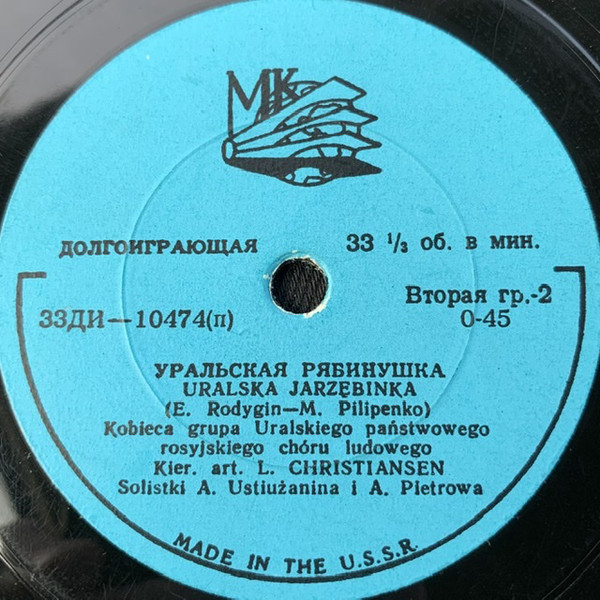 МК
ДОЛГОИГРАЮЩАЯ 33 1/3 об. в мин.
33ДИ—10474(п) Вторая гр.-2
0-45
УРАЛЬСКАЯ РЯБИНУШКА
URALSKA JARZĘBINKA
(E. Rodygin—M. Pilipenko)
Kobieca grupa Uralskiego państwowego
rosyjskiego chóru ludowego
Kier. art. L. CHRISTIANSEN
Solistki A. Ustiużanina i A. Pietrowa
MADE IN THE U.S.S.R.